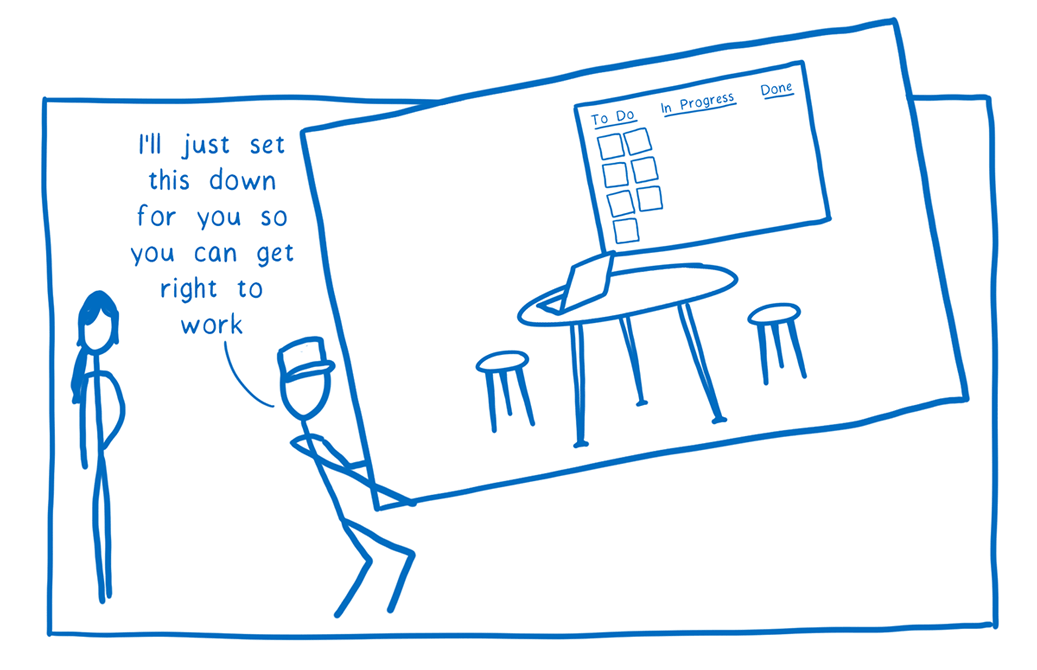 I'll just set
this down
for you so
you can get
right to
work
To Do
In Progress
Done